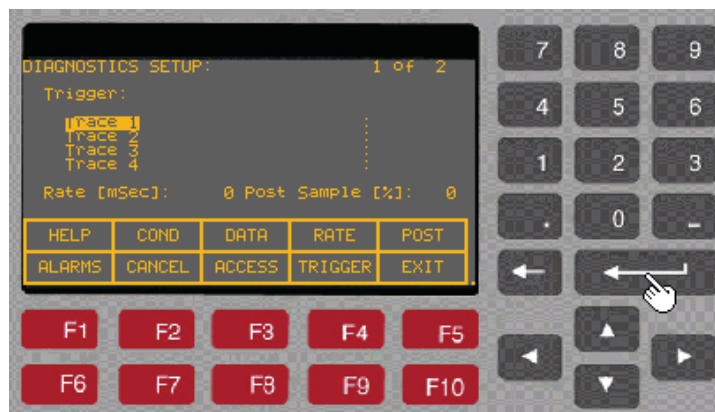 DIAGNOSTICS SETUP: 1 of 2
Trigger:
Trace 1 :
Trace 2 :
Trace 3 :
Trace 4 :
Rate [mSec]: 0 Post Sample [%]: 0
HELP COND DATA RATE POST
ALARMS CANCEL ACCESS TRIGGER EXIT
F1 F2 F3 F4 F5
F6 F7 F8 F9 F10
7 8 9
4 5 6
1 2 3
. 0 -